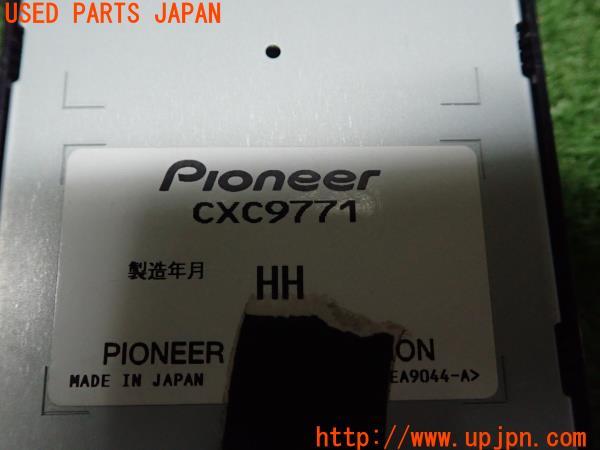 USED PARTS JAPAN
Pioneer
CXC9771
製造年月 HH
PIONEER ION
MADE IN JAPAN EA9044-A>
http://www.upjpn.com/